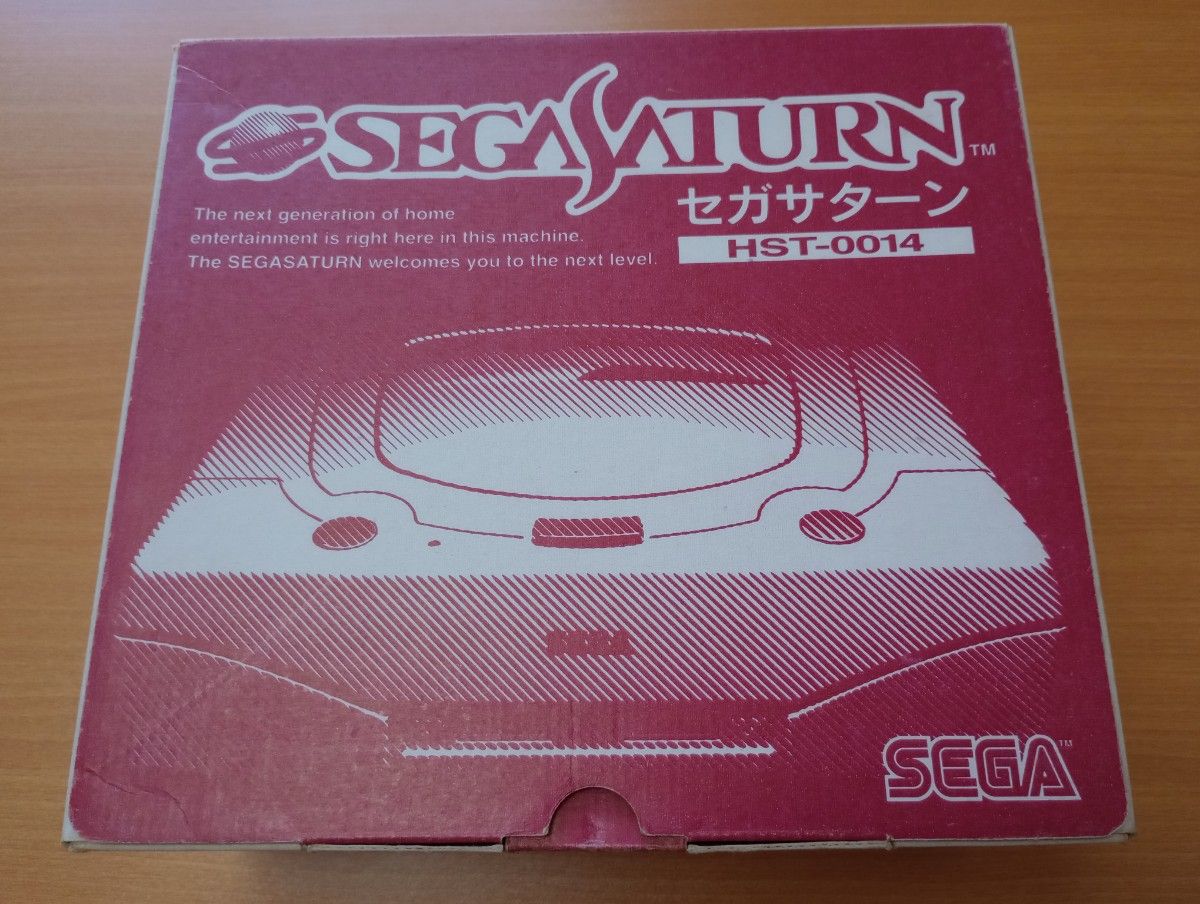 SEGASATURN™
セガサターン
HST-0014
The next generation of home
entertainment is right here in this machine.
The SEGASATURN welcomes you to the next level.
SEGA
SEGA™